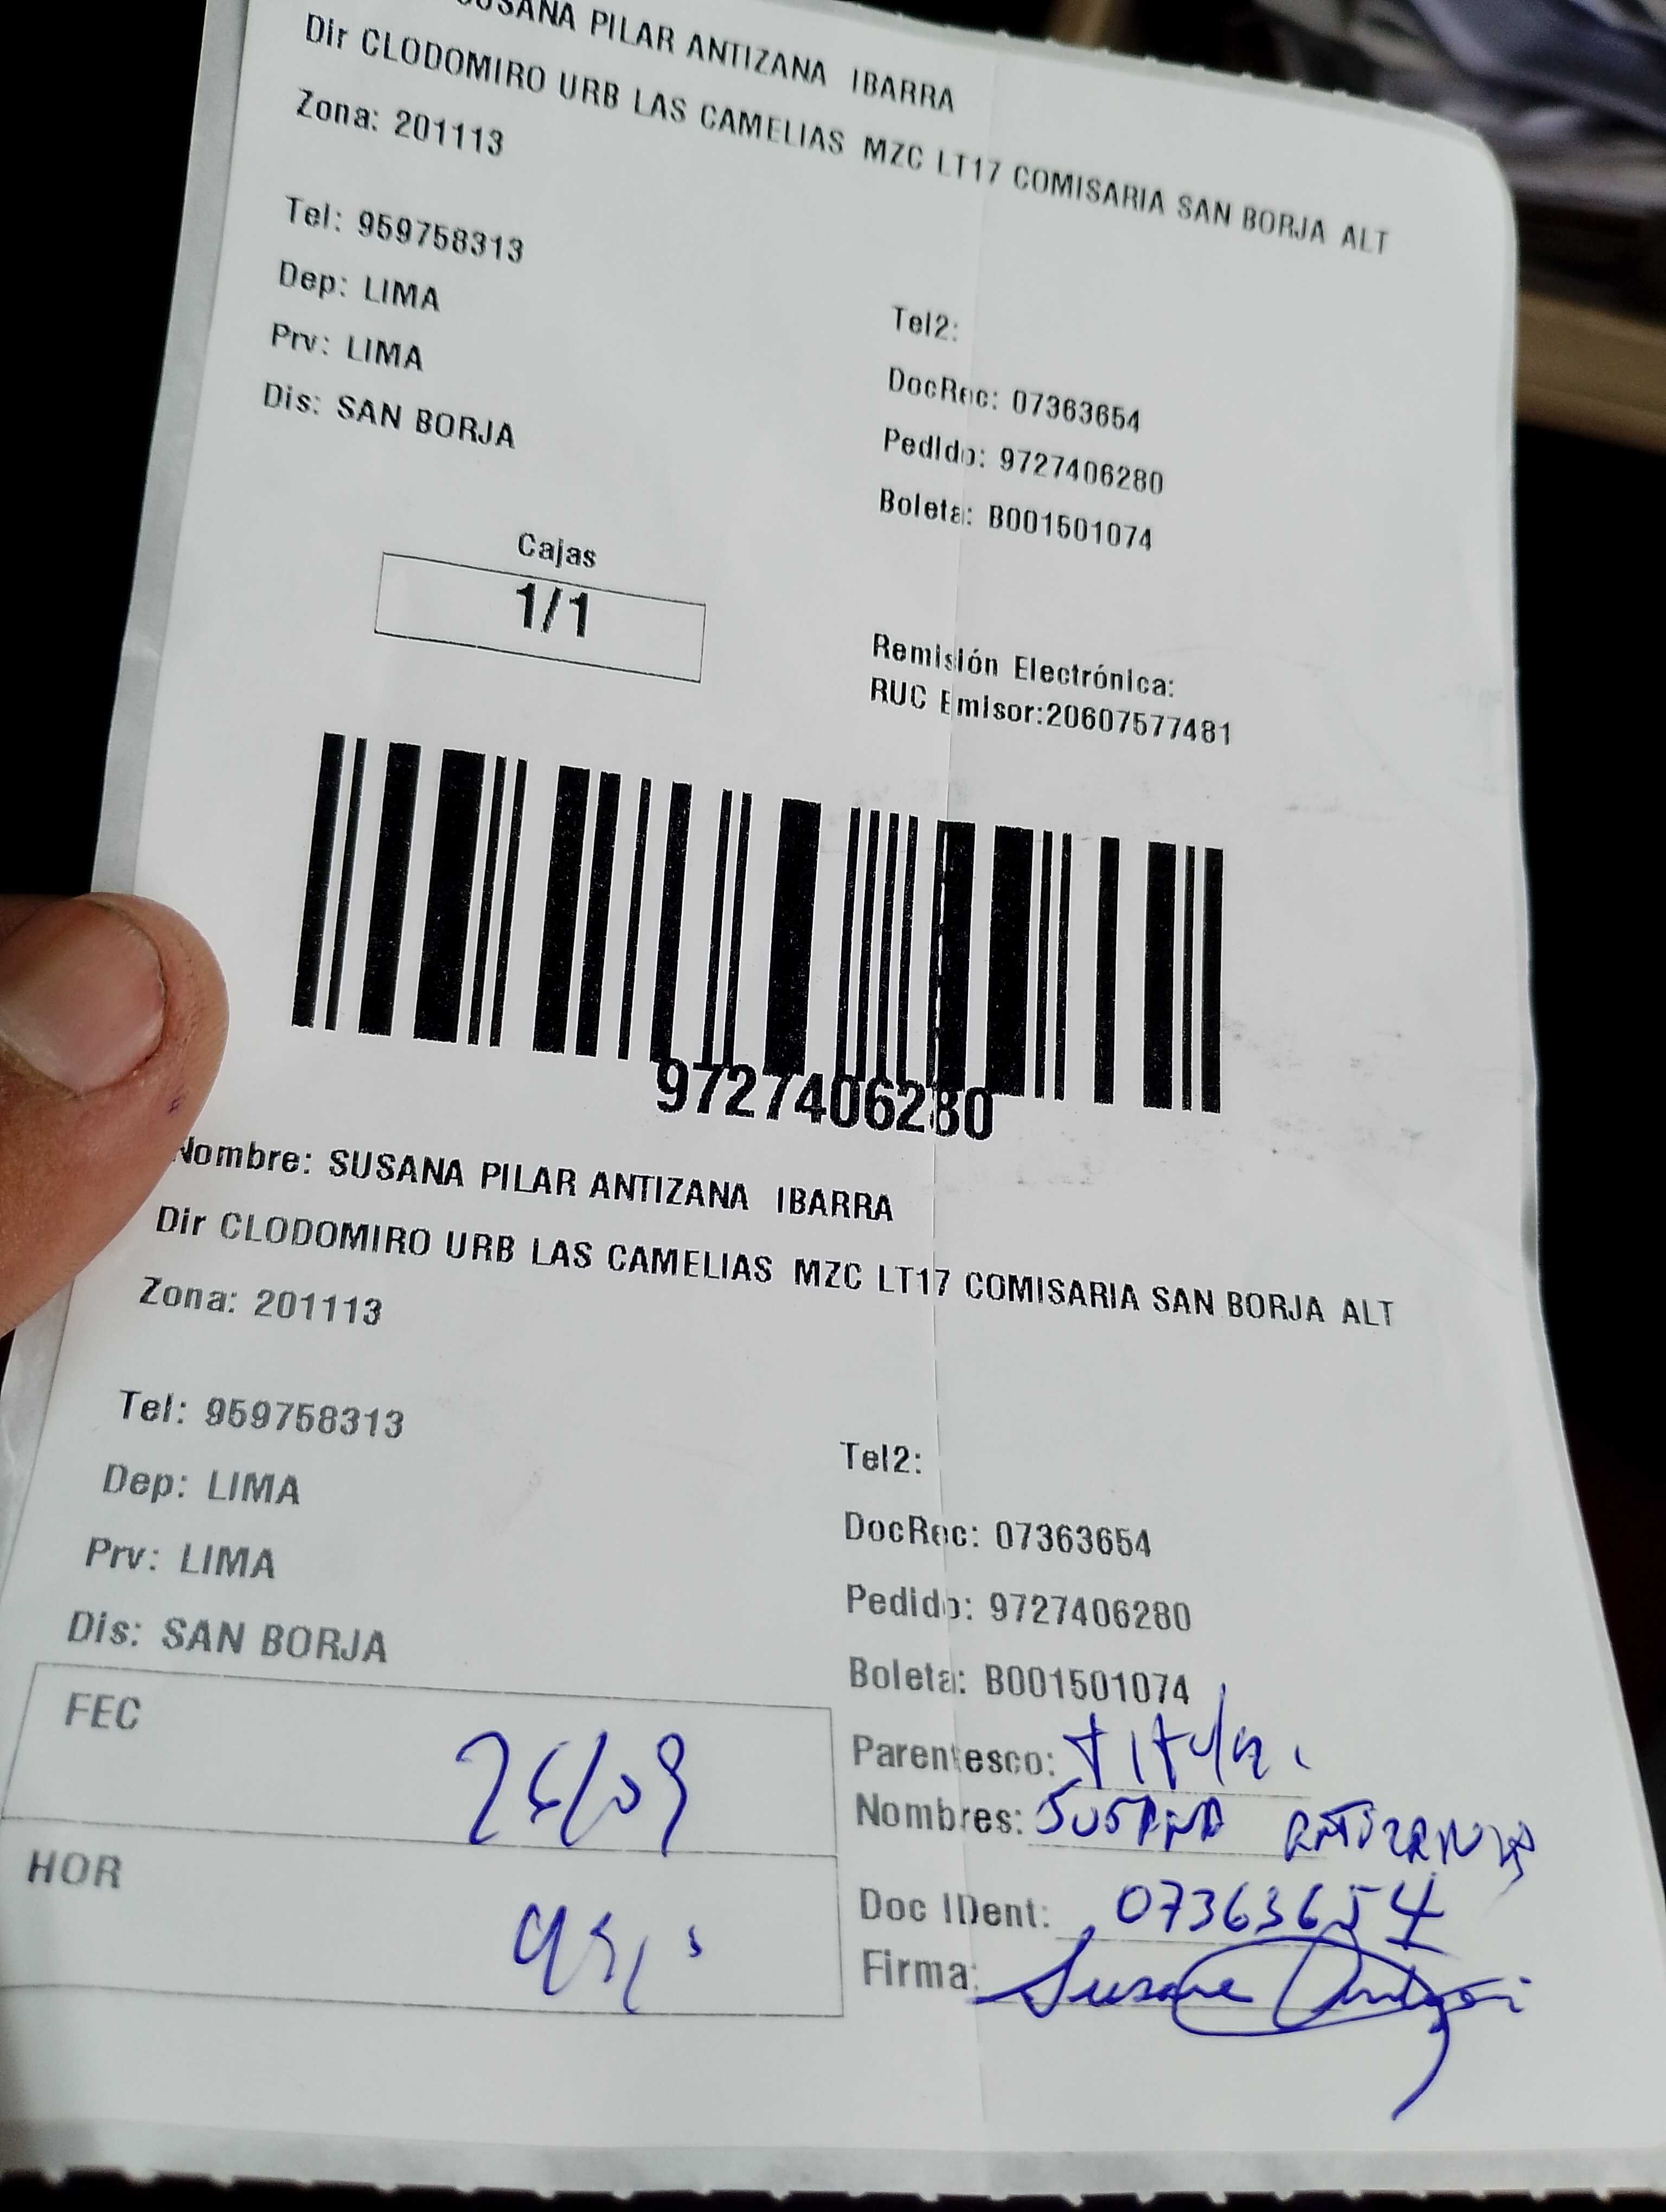 SUSANA PILAR ANTIZANA IBARRA
Dir CLODOMIRO URB LAS CAMELIAS MZC LT17 COMISARIA SAN BORJA ALT
Zona: 201113
Tel: 959758313
Dep: LIMA
Prv: LIMA
Dis: SAN BORJA
Tel2:
DocRec: 07363654
Pedido: 9727406280
Boleta: B001501074
Cajas
1/1
Remisión Electrónica:
RUC Emisor:20607577481
9727406280
Nombre: SUSANA PILAR ANTIZANA IBARRA
Dir CLODOMIRO URB LAS CAMELIAS MZC LT17 COMISARIA SAN BORJA ALT
Zona: 201113
Tel: 959758313
Dep: LIMA
Prv: LIMA
Dis: SAN BORJA
Tel2:
DocRec: 07363654
Pedido: 9727406280
Boleta: B001501074
FEC 26/09
HOR
Parentesco: titular
Nombres: SUSANA ANTIZANA
Doc IDent: 07363654
Firma: Susana